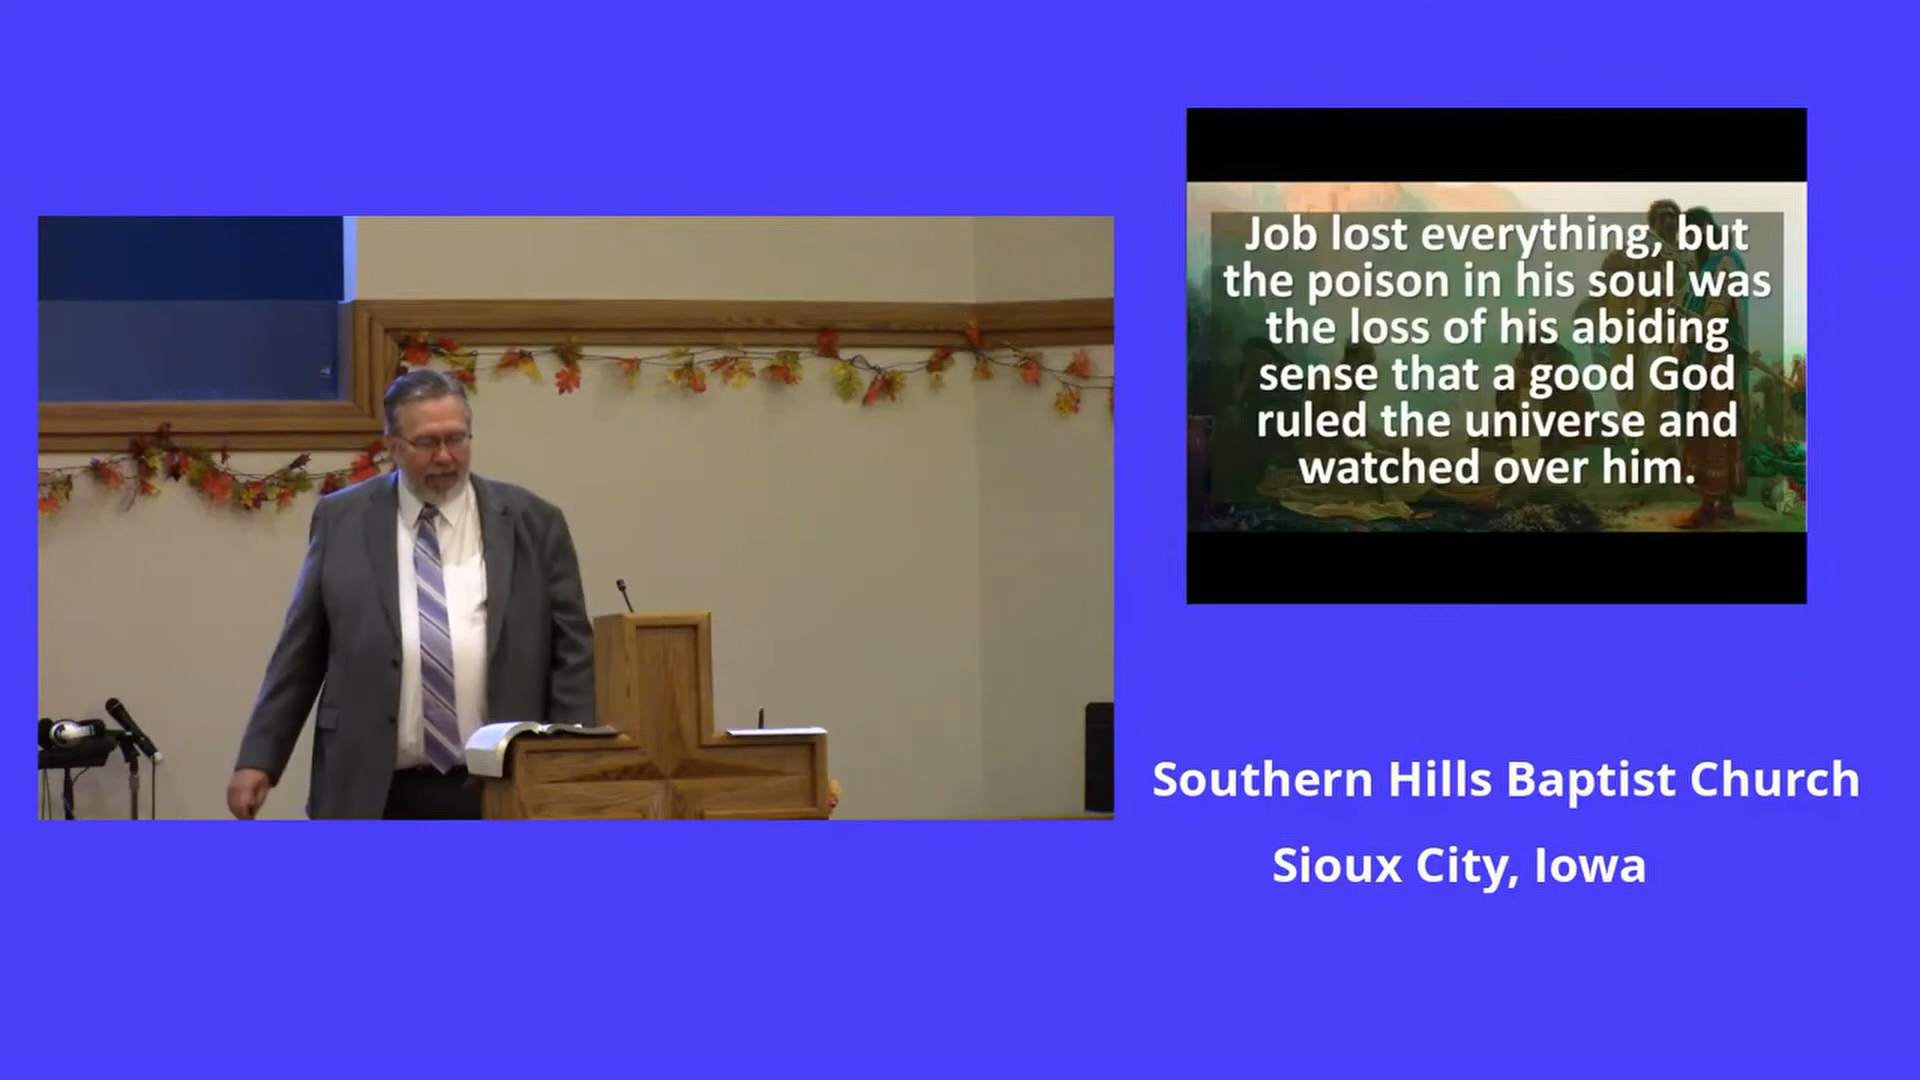 Job lost everything, but
the poison in his soul was
the loss of his abiding
sense that a good God
ruled the universe and
watched over him.
Southern Hills Baptist Church
Sioux City, Iowa